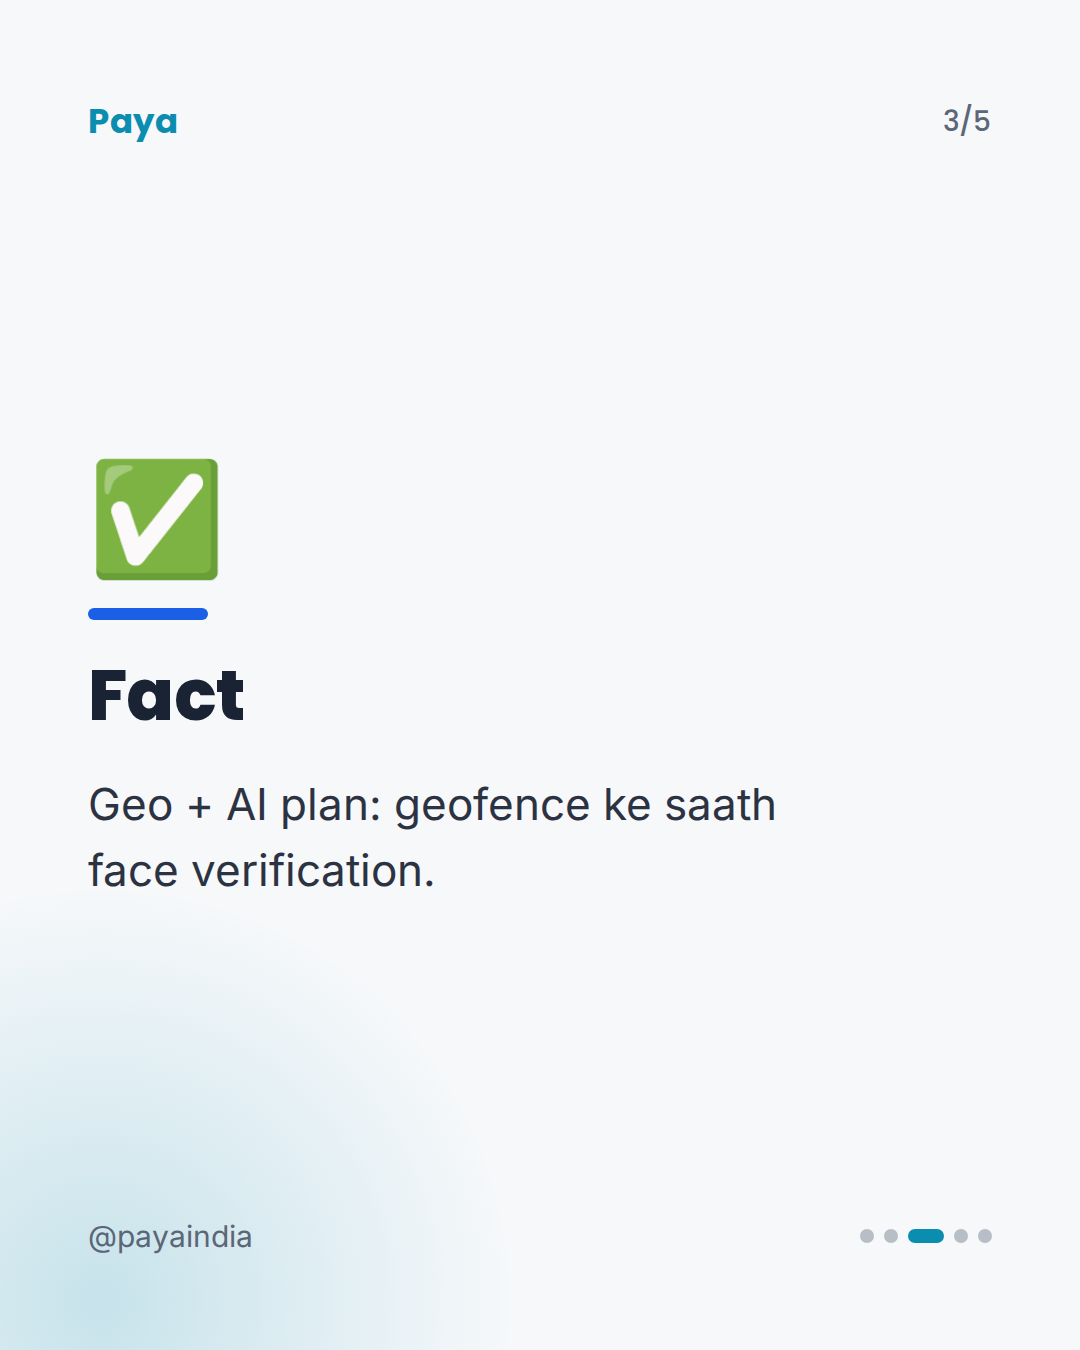 Paya
3/5
Fact
Geo + AI plan: geofence ke saath
face verification.
@payaindia